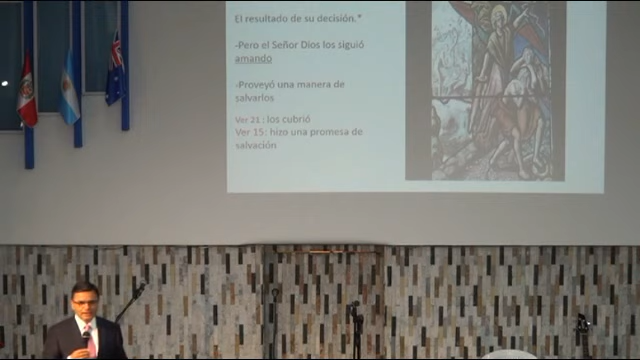 El resultado de su decisión.*
-Pero el Señor Dios los siguió
amando
-Proveyó una manera de
salvarlos
Ver 21 : los cubrió
Ver 15: hizo una promesa de
salvación